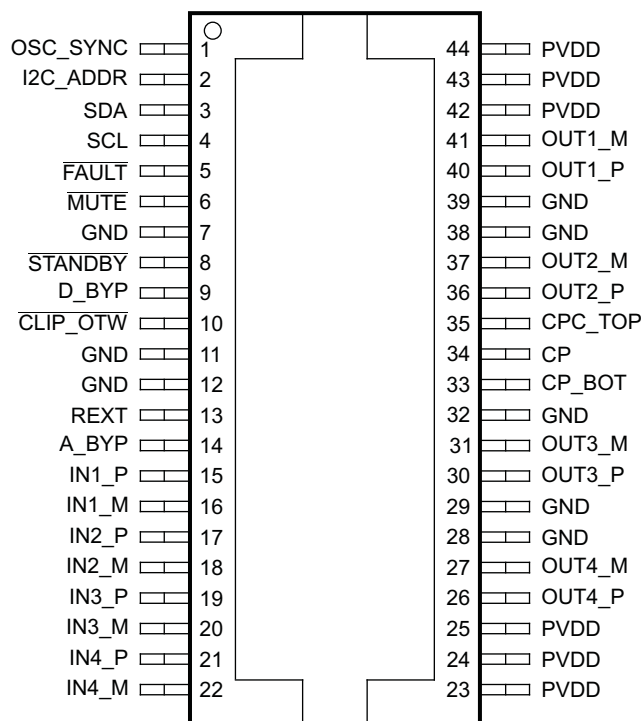 OSC_SYNC 1 44 PVDD
I2C_ADDR 2 43 PVDD
SDA 3 42 PVDD
SCL 4 41 OUT1_M
FAULT 5 40 OUT1_P
MUTE 6 39 GND
GND 7 38 GND
STANDBY 8 37 OUT2_M
D_BYP 9 36 OUT2_P
CLIP_OTW 10 35 CPC_TOP
GND 11 34 CP
GND 12 33 CP_BOT
REXT 13 32 GND
A_BYP 14 31 OUT3_M
IN1_P 15 30 OUT3_P
IN1_M 16 29 GND
IN2_P 17 28 GND
IN2_M 18 27 OUT4_M
IN3_P 19 26 OUT4_P
IN3_M 20 25 PVDD
IN4_P 21 24 PVDD
IN4_M 22 23 PVDD